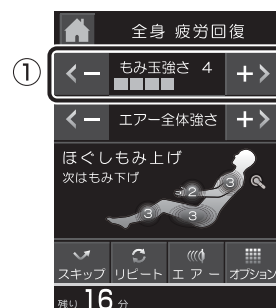 全身 疲労回復
①
< − もみ玉強さ 4 + >
< − エアー全体強さ + >
ほぐしもみ上げ
次はもみ下げ
2 3
3 3
スキップ リピート エアー オプション
残り 16 分